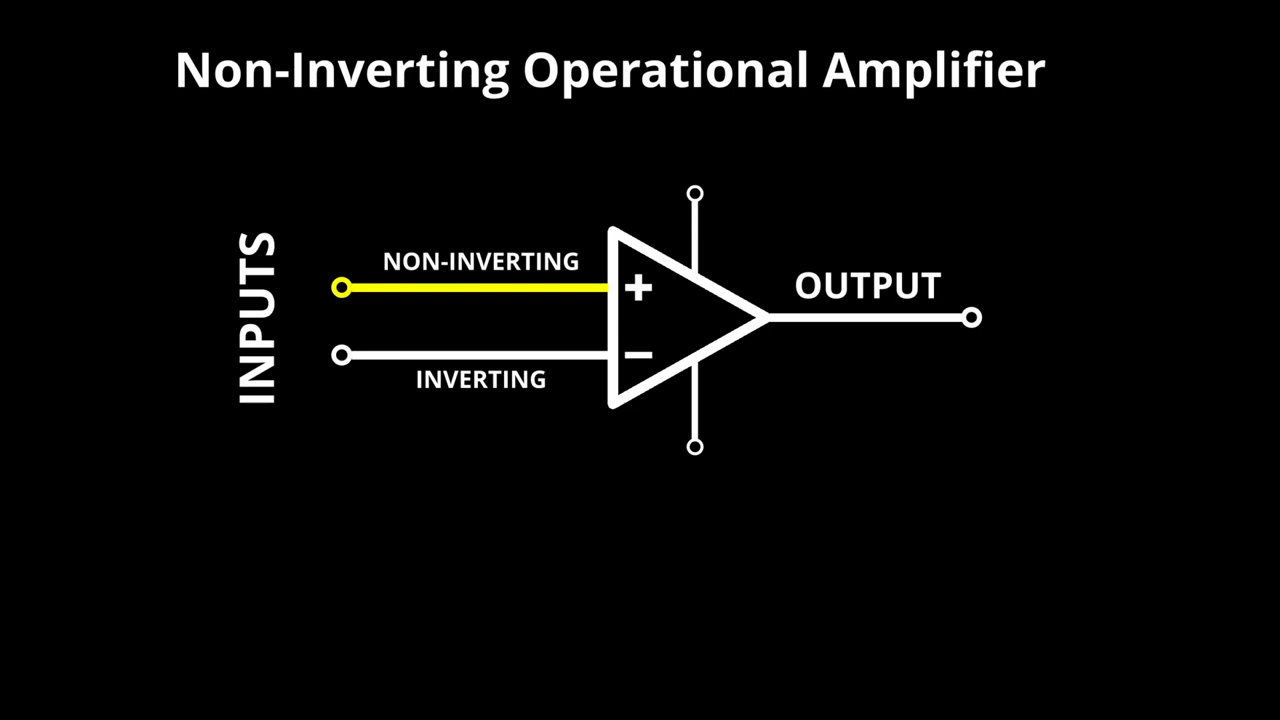 Non-Inverting Operational Amplifier
INPUTS
NON-INVERTING
+
OUTPUT
−
INVERTING